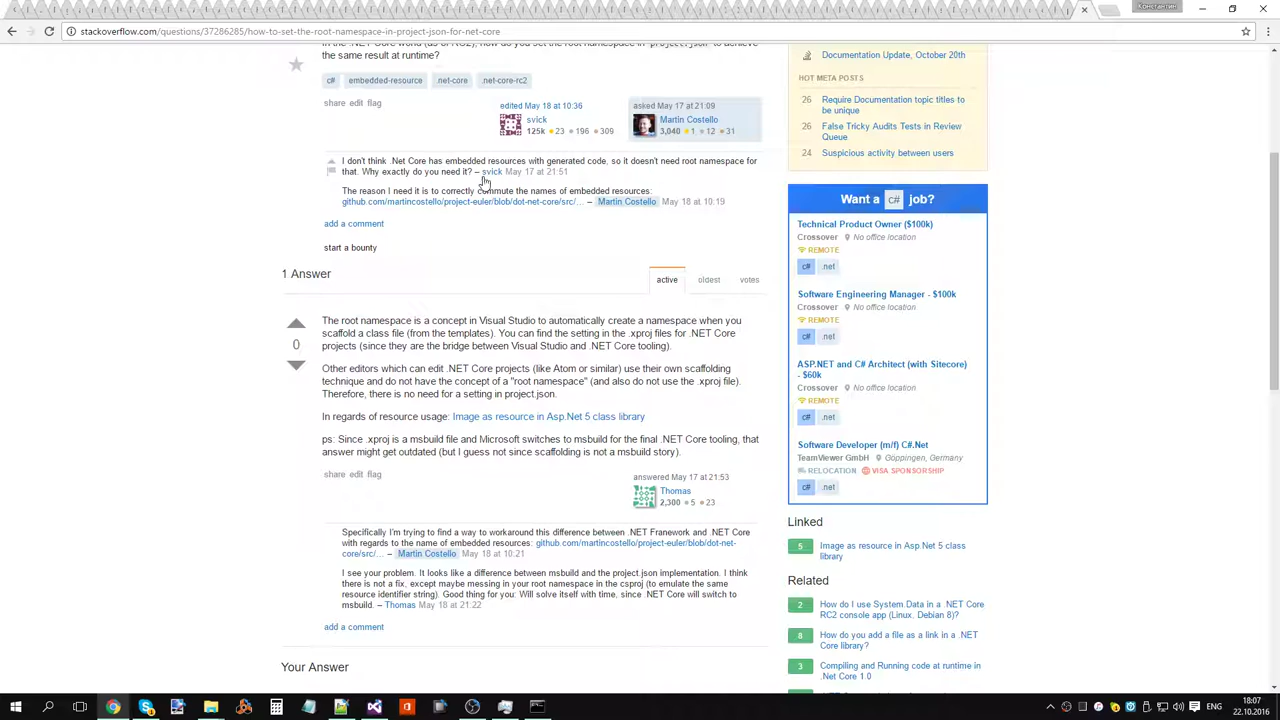 Константин
stackoverflow.com/questions/37286285/how-to-set-the-root-namespace-in-project-json-for-net-core
the same result at runtime?
c# embedded-resource .net-core .net-core-rc2
share edit flag
edited May 18 at 10:36
svick
125k 23 196 309
asked May 17 at 21:09
Martin Costello
3,040 1 12 31
I don't think .Net Core has embedded resources with generated code, so it doesn't need root namespace for
that. Why exactly do you need it? – svick May 17 at 21:51
The reason I need it is to correctly commute the names of embedded resources:
github.com/martincostello/project-euler/blob/dot-net-core/src/… – Martin Costello May 18 at 10:19
add a comment
start a bounty
1 Answer
active oldest votes
0
The root namespace is a concept in Visual Studio to automatically create a namespace when you
scaffold a class file (from the templates). You can find the setting in the .xproj files for .NET Core
projects (since they are the bridge between Visual Studio and .NET Core tooling).
Other editors which can edit .NET Core projects (like Atom or similar) use their own scaffolding
technique and do not have the concept of a "root namespace" (and also do not use the .xproj file).
Therefore, there is no need for a setting in project.json.
In regards of resource usage: Image as resource in Asp.Net 5 class library
ps: Since .xproj is a msbuild file and Microsoft switches to msbuild for the final .NET Core tooling, that
answer might get outdated (but I guess not since scaffolding is not a msbuild story).
share edit flag
answered May 17 at 21:53
Thomas
2,300 5 23
Specifically I'm trying to find a way to workaround this difference between .NET Franework and .NET Core
with regards to the name of embedded resources: github.com/martincostello/project-euler/blob/dot-net-
core/src/… – Martin Costello May 18 at 10:21
I see your problem. It looks like a difference between msbuild and the project.json implementation. I think
there is not a fix, except maybe messing in your root namespace in the csproj (to emulate the same
resource identifier string). Good thing for you: Will solve itself with time, since .NET Core will switch to
msbuild. – Thomas May 18 at 21:22
add a comment
Your Answer
Documentation Update, October 20th
HOT META POSTS
26 Require Documentation topic titles to
be unique
26 False Tricky Audits Tests in Review
Queue
24 Suspicious activity between users
Want a c# job?
Technical Product Owner ($100k)
Crossover No office location
REMOTE
c# .net
Software Engineering Manager - $100k
Crossover No office location
REMOTE
c# .net
ASP.NET and C# Architect (with Sitecore)
- $60k
Crossover No office location
REMOTE
c# .net
Software Developer (m/f) C#.Net
TeamViewer GmbH Göppingen, Germany
RELOCATION VISA SPONSORSHIP
c# .net
Linked
5 Image as resource in Asp.Net 5 class
library
Related
2 How do I use System.Data in a .NET Core
RC2 console app (Linux, Debian 8)?
8 How do you add a file as a link in a .NET
Core library?
3 Compiling and Running code at runtime in
.Net Core 1.0
ENG
18:07
22.10.2016